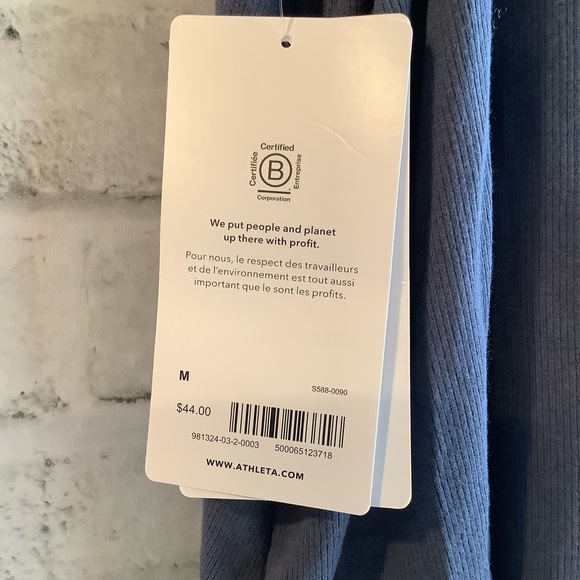 Certified
Certifiée
B
Entreprise
Corporation
We put people and planet
up there with profit.
Pour nous, le respect des travailleurs
et de l'environnement est tout aussi
important que le sont les profits.
M
S588-0090
$44.00
981324-03-2-0003 500065123718
WWW.ATHLETA.COM